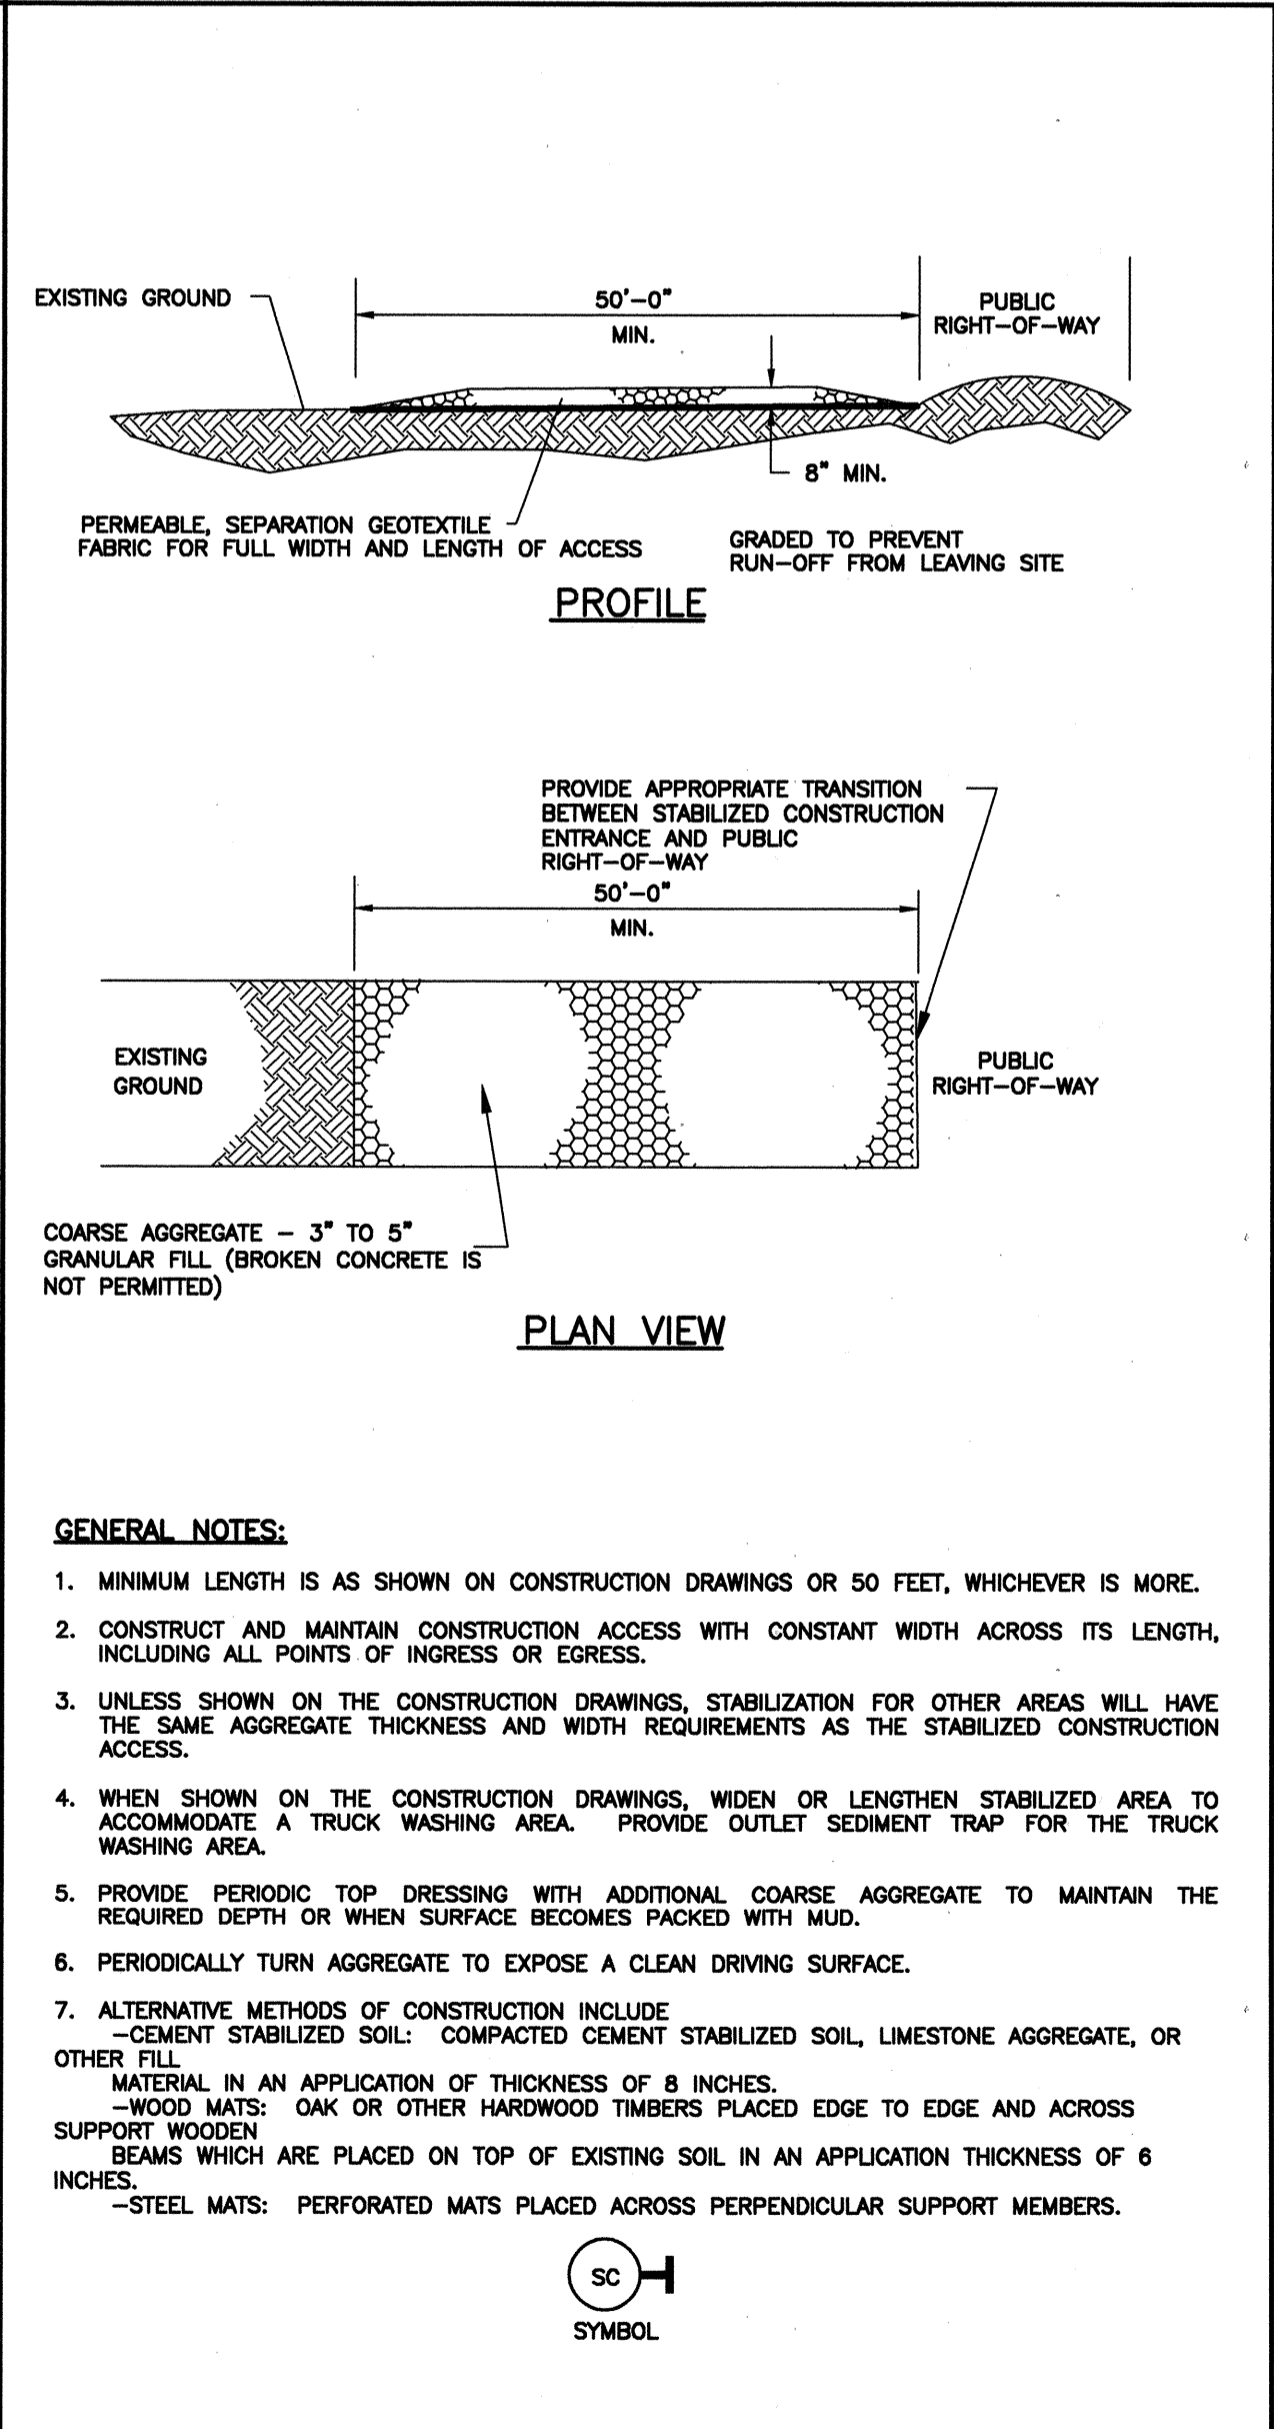 EXISTING GROUND
50'-0"
MIN.
PUBLIC
RIGHT-OF-WAY
8" MIN.
PERMEABLE, SEPARATION GEOTEXTILE
FABRIC FOR FULL WIDTH AND LENGTH OF ACCESS
GRADED TO PREVENT
RUN-OFF FROM LEAVING SITE
PROFILE
PROVIDE APPROPRIATE TRANSITION
BETWEEN STABILIZED CONSTRUCTION
ENTRANCE AND PUBLIC
RIGHT-OF-WAY
50'-0"
MIN.
EXISTING
GROUND
PUBLIC
RIGHT-OF-WAY
COARSE AGGREGATE - 3" TO 5"
GRANULAR FILL (BROKEN CONCRETE IS
NOT PERMITTED)
PLAN VIEW
GENERAL NOTES:
1. MINIMUM LENGTH IS AS SHOWN ON CONSTRUCTION DRAWINGS OR 50 FEET, WHICHEVER IS MORE.
2. CONSTRUCT AND MAINTAIN CONSTRUCTION ACCESS WITH CONSTANT WIDTH ACROSS ITS LENGTH,
INCLUDING ALL POINTS OF INGRESS OR EGRESS.
3. UNLESS SHOWN ON THE CONSTRUCTION DRAWINGS, STABILIZATION FOR OTHER AREAS WILL HAVE
THE SAME AGGREGATE THICKNESS AND WIDTH REQUIREMENTS AS THE STABILIZED CONSTRUCTION
ACCESS.
4. WHEN SHOWN ON THE CONSTRUCTION DRAWINGS, WIDEN OR LENGTHEN STABILIZED AREA TO
ACCOMMODATE A TRUCK WASHING AREA. PROVIDE OUTLET SEDIMENT TRAP FOR THE TRUCK
WASHING AREA.
5. PROVIDE PERIODIC TOP DRESSING WITH ADDITIONAL COARSE AGGREGATE TO MAINTAIN THE
REQUIRED DEPTH OR WHEN SURFACE BECOMES PACKED WITH MUD.
6. PERIODICALLY TURN AGGREGATE TO EXPOSE A CLEAN DRIVING SURFACE.
7. ALTERNATIVE METHODS OF CONSTRUCTION INCLUDE
-CEMENT STABILIZED SOIL: COMPACTED CEMENT STABILIZED SOIL, LIMESTONE AGGREGATE, OR
OTHER FILL
MATERIAL IN AN APPLICATION OF THICKNESS OF 8 INCHES.
-WOOD MATS: OAK OR OTHER HARDWOOD TIMBERS PLACED EDGE TO EDGE AND ACROSS
SUPPORT WOODEN
BEAMS WHICH ARE PLACED ON TOP OF EXISTING SOIL IN AN APPLICATION THICKNESS OF 6
INCHES.
-STEEL MATS: PERFORATED MATS PLACED ACROSS PERPENDICULAR SUPPORT MEMBERS.
SC
SYMBOL